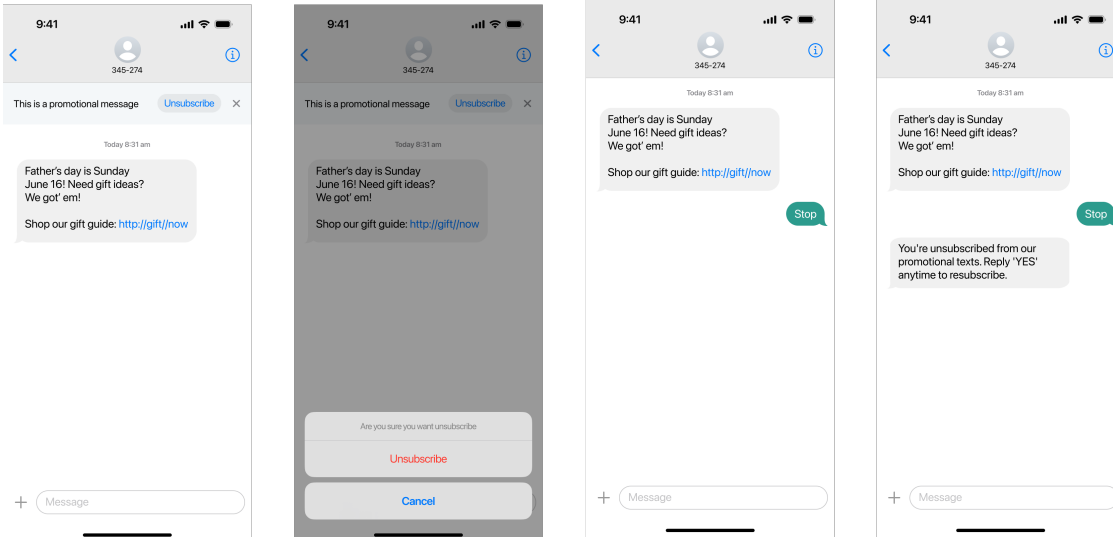 9:41
345-274
This is a promotional message Unsubscribe ×
Today 8:31 am
Father's day is Sunday
June 16! Need gift ideas?
We got' em!
Shop our gift guide: http://gift//now
Message
9:41
345-274
This is a promotional message Unsubscribe ×
Today 8:31 am
Father's day is Sunday
June 16! Need gift ideas?
We got' em!
Shop our gift guide: http://gift//now
Are you sure you want unsubscribe
Unsubscribe
Cancel
9:41
345-274
Today 8:31 am
Father's day is Sunday
June 16! Need gift ideas?
We got' em!
Shop our gift guide: http://gift//now
Stop
Message
9:41
345-274
Today 8:31 am
Father's day is Sunday
June 16! Need gift ideas?
We got' em!
Shop our gift guide: http://gift//now
Stop
You're unsubscribed from our
promotional texts. Reply 'YES'
anytime to resubscribe.
Message